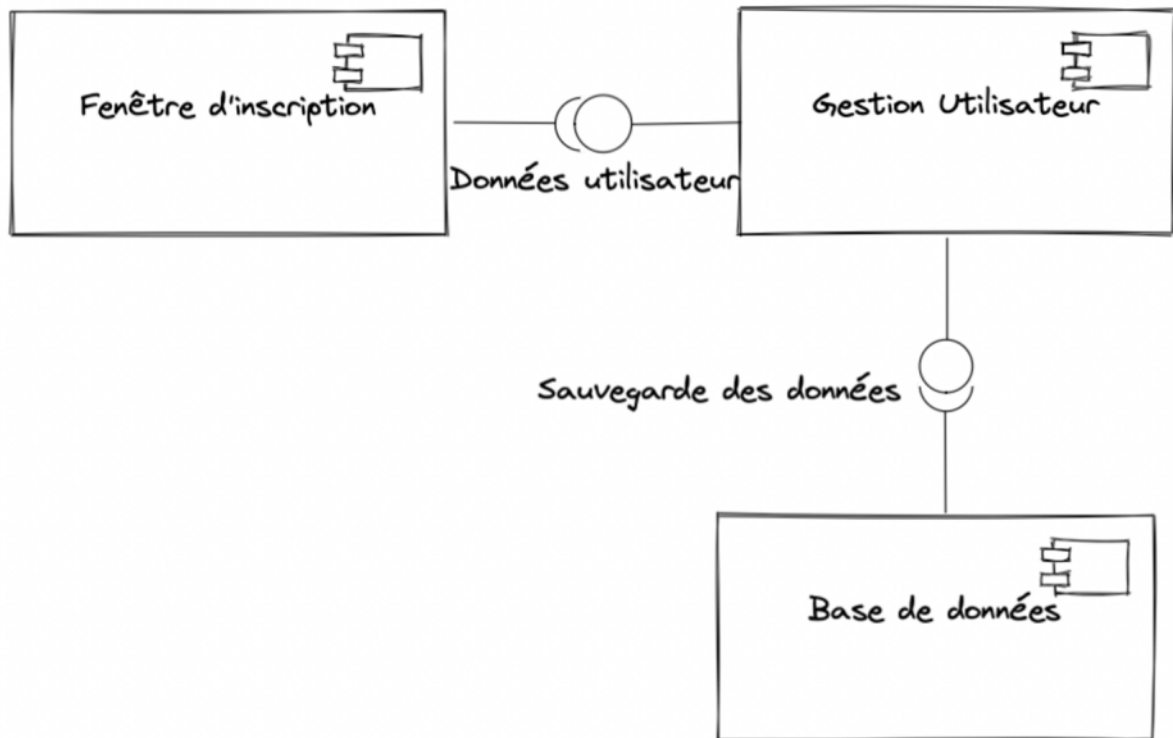 Fenêtre d'inscription
Gestion Utilisateur
Données utilisateur
Sauvegarde des données
Base de données